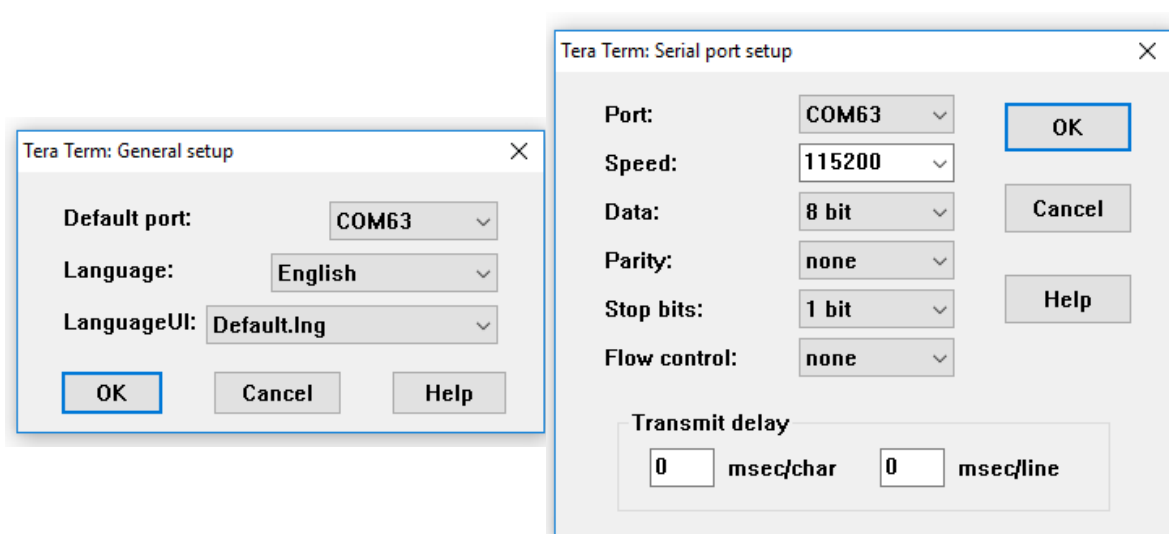 Tera Term: General setup
Default port: COM63
Language: English
LanguageUI: Default.lng
OK Cancel Help
Tera Term: Serial port setup
Port: COM63 OK
Speed: 115200
Data: 8 bit Cancel
Parity: none
Stop bits: 1 bit Help
Flow control: none
Transmit delay
0 msec/char 0 msec/line